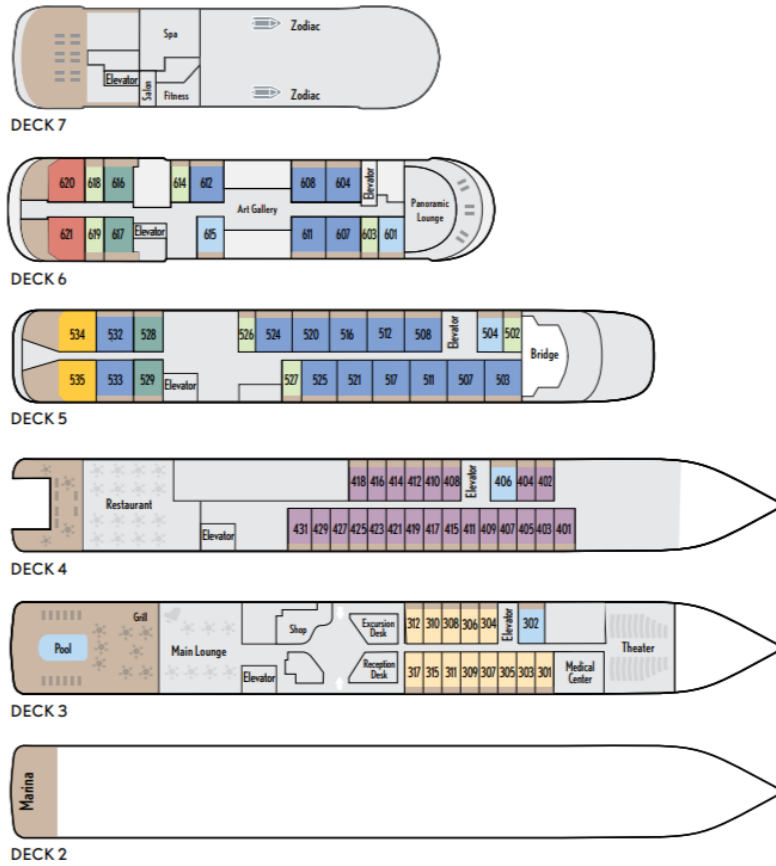 Spa
Zodiac
Elevator
Salon
Fitness
Zodiac
DECK 7
620 618 616 614 612 608 604 Elevator
Art Gallery
Panoramic
Lounge
621 619 617 Elevator 615 611 607 603 601
DECK 6
534 532 528 526 524 520 516 512 508 Elevator 504 502
Bridge
535 533 529 Elevator 527 525 521 517 511 507 503
DECK 5
418 416 414 412 410 408 Elevator 406 404 402
Restaurant
Elevator 431 429 427 425 423 421 419 417 415 411 409 407 405 403 401
DECK 4
Grill
Shop
Excursion
Desk
312 310 308 306 304 Elevator 302
Pool
Main Lounge
Theater
Elevator
Reception
Desk
317 315 311 309 307 305 303 301
Medical
Center
DECK 3
Marina
DECK 2